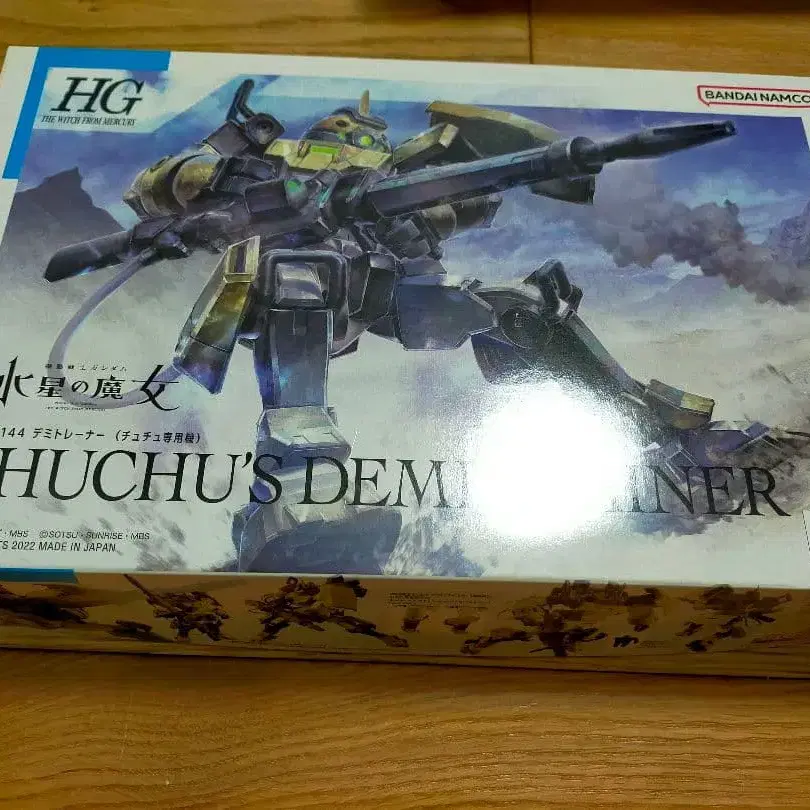 HG
THE WITCH FROM MERCURY
BANDAI NAMCO
水星の魔女
144 デミトレーナー (チュチュ専用機)
HUCHU'S DEM INER
・MBS ©SOTSU・SUNRISE・MBS
TS 2022 MADE IN JAPAN